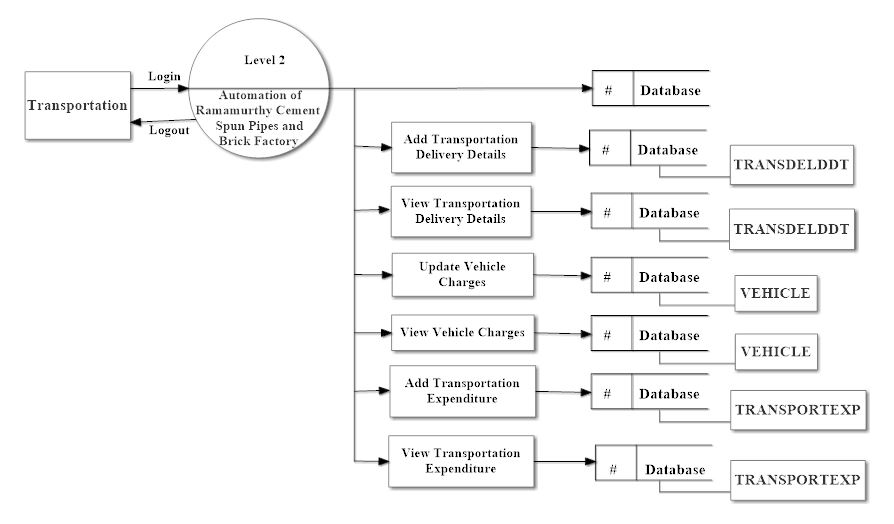 Level 2
Login
Transportation
Automation of
Ramamurthy Cement
Spun Pipes and
Brick Factory
Logout
# Database
Add Transportation
Delivery Details
# Database
TRANSDELDDT
View Transportation
Delivery Details
# Database
TRANSDELDDT
Update Vehicle
Charges
# Database
VEHICLE
View Vehicle Charges
# Database
VEHICLE
Add Transportation
Expenditure
# Database
TRANSPORTEXP
View Transportation
Expenditure
# Database
TRANSPORTEXP